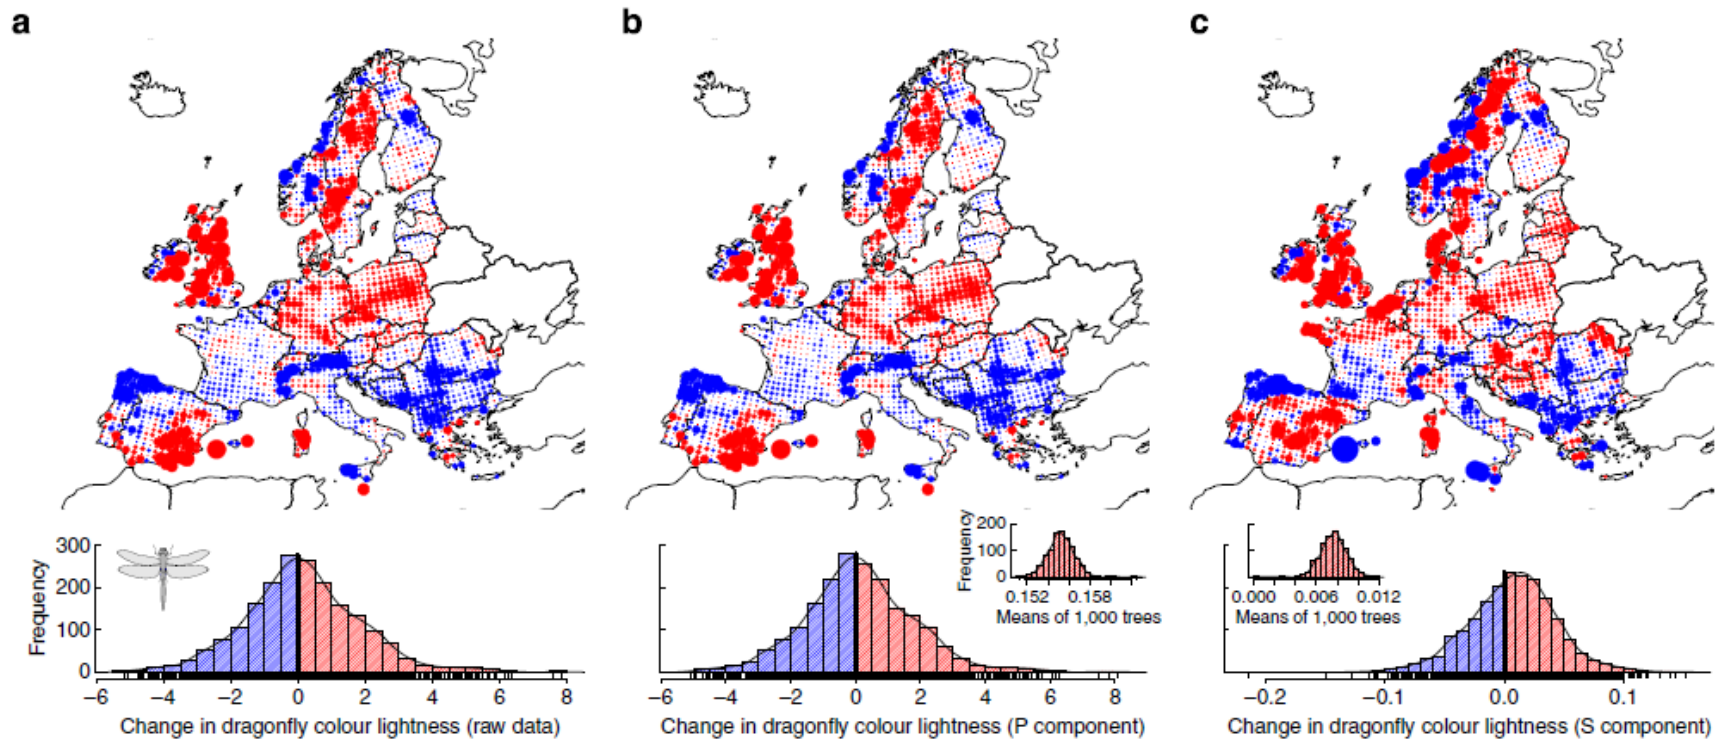 a
b
c
Frequency
300
200
100
0
−6 −4 −2 0 2 4 6 8
Change in dragonfly colour lightness (raw data)
Frequency
200
100
0
0.152 0.158
Means of 1,000 trees
−6 −4 −2 0 2 4 6 8
Change in dragonfly colour lightness (P component)
0.000 0.006 0.012
Means of 1,000 trees
−0.2 −0.1 0.0 0.1
Change in dragonfly colour lightness (S component)